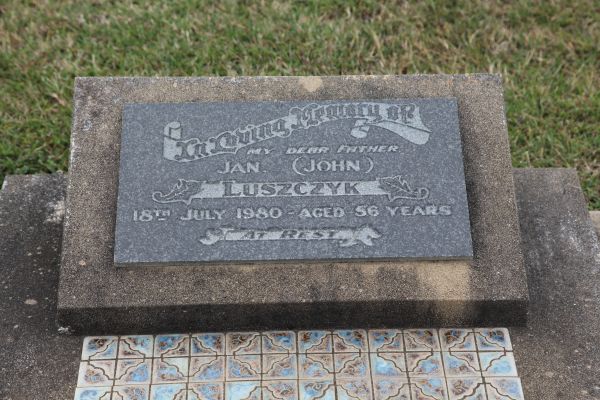 In Loving Memory of
MY DEAR FATHER
JAN (JOHN)
LUSZCZYK
18TH JULY 1980 - AGED 56 YEARS
AT REST